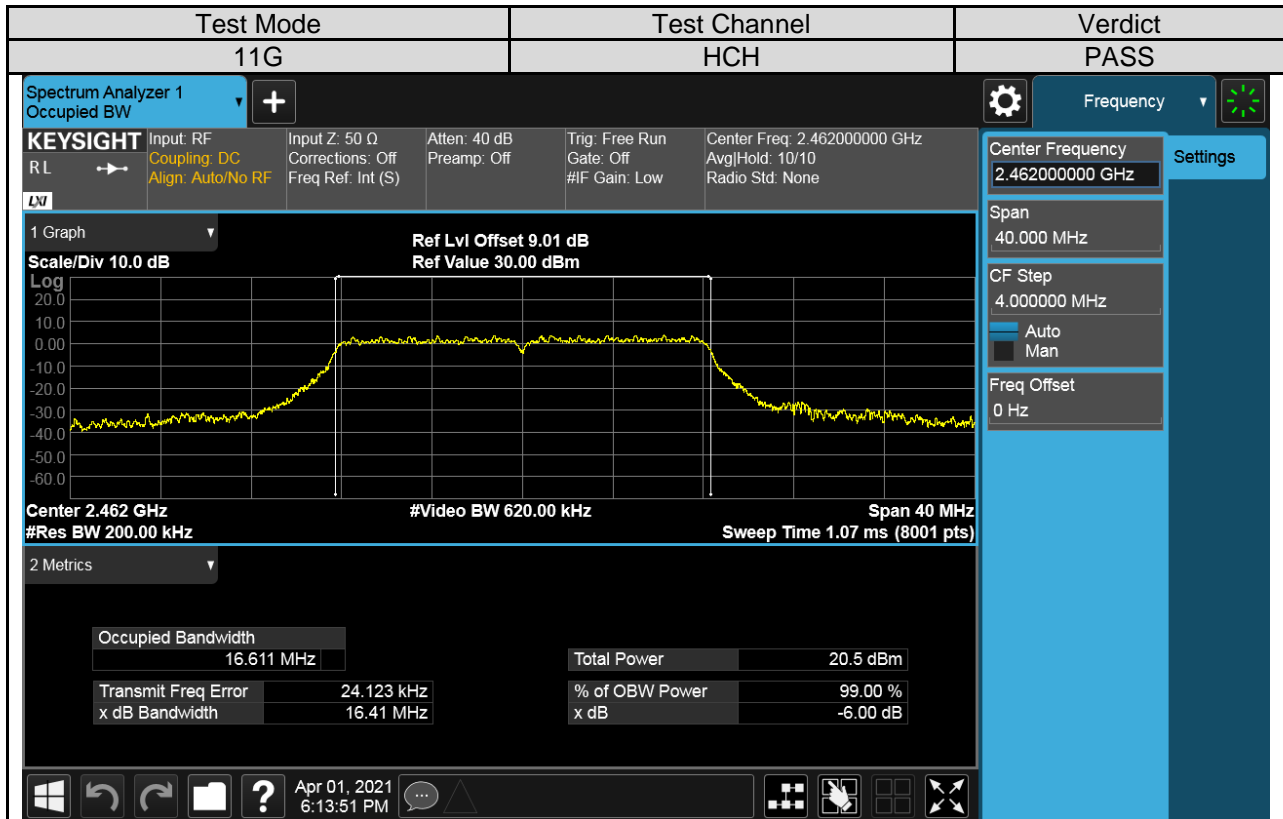 Test Mode Test Channel Verdict
11G HCH PASS
Spectrum Analyzer 1
Occupied BW
+
Frequency
KEYSIGHT Input: RF Input Z: 50 Ω Atten: 40 dB Trig: Free Run Center Freq: 2.462000000 GHz
R L Coupling: DC Corrections: Off Preamp: Off Gate: Off Avg|Hold: 10/10
Align: Auto/No RF Freq Ref: Int (S) #IF Gain: Low Radio Std: None
LXI
Center Frequency
2.462000000 GHz
Settings
Span
40.000 MHz
CF Step
4.000000 MHz
Auto
Man
Freq Offset
0 Hz
1 Graph
Ref Lvl Offset 9.01 dB
Scale/Div 10.0 dB Ref Value 30.00 dBm
Log
20.0
10.0
0.00
-10.0
-20.0
-30.0
-40.0
-50.0
-60.0
Center 2.462 GHz #Video BW 620.00 kHz Span 40 MHz
#Res BW 200.00 kHz Sweep Time 1.07 ms (8001 pts)
2 Metrics
Occupied Bandwidth
16.611 MHz Total Power 20.5 dBm
Transmit Freq Error 24.123 kHz % of OBW Power 99.00 %
x dB Bandwidth 16.41 MHz x dB -6.00 dB
?
Apr 01, 2021
6:13:51 PM